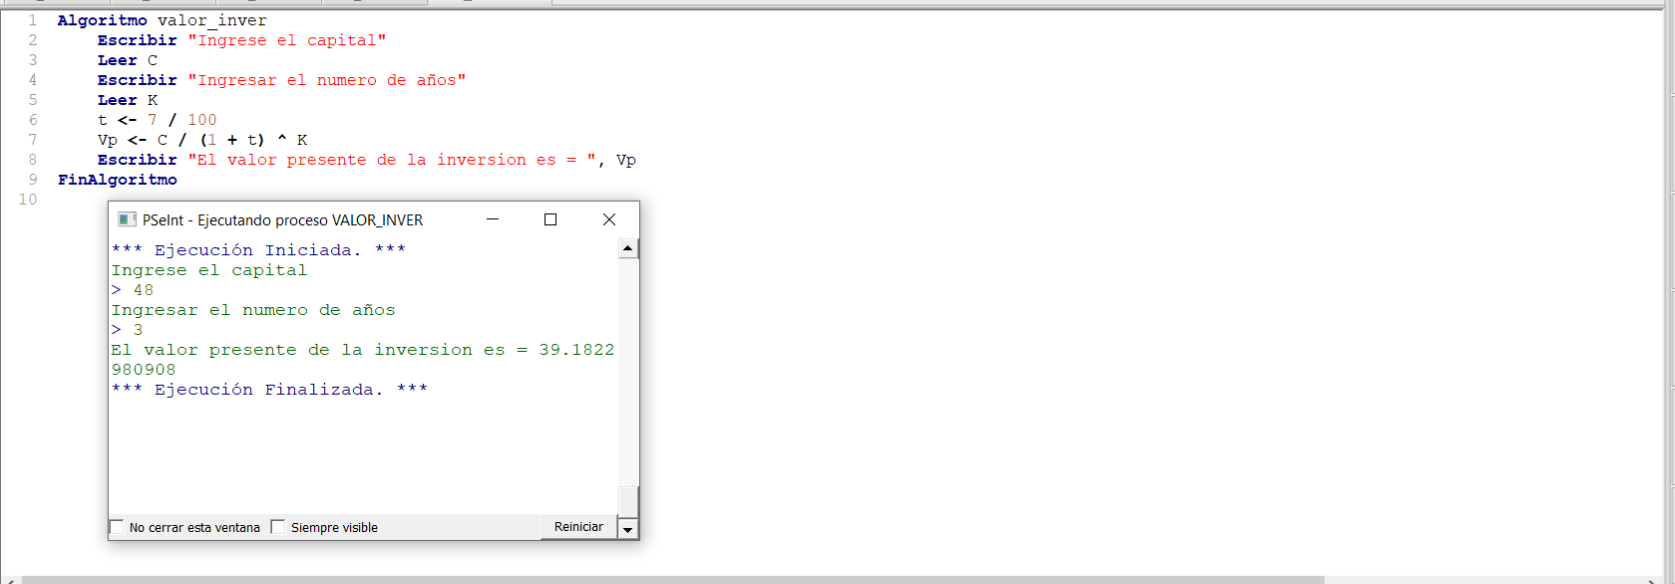 1 Algoritmo valor_inver
2 Escribir "Ingrese el capital"
3 Leer C
4 Escribir "Ingresar el numero de años"
5 Leer K
6 t <- 7 / 100
7 Vp <- C / (1 + t) ^ K
8 Escribir "El valor presente de la inversion es = ", Vp
9 FinAlgoritmo
10
PSeInt - Ejecutando proceso VALOR_INVER
*** Ejecución Iniciada. ***
Ingrese el capital
> 48
Ingresar el numero de años
> 3
El valor presente de la inversion es = 39.1822
980908
*** Ejecución Finalizada. ***
No cerrar esta ventana Siempre visible Reiniciar